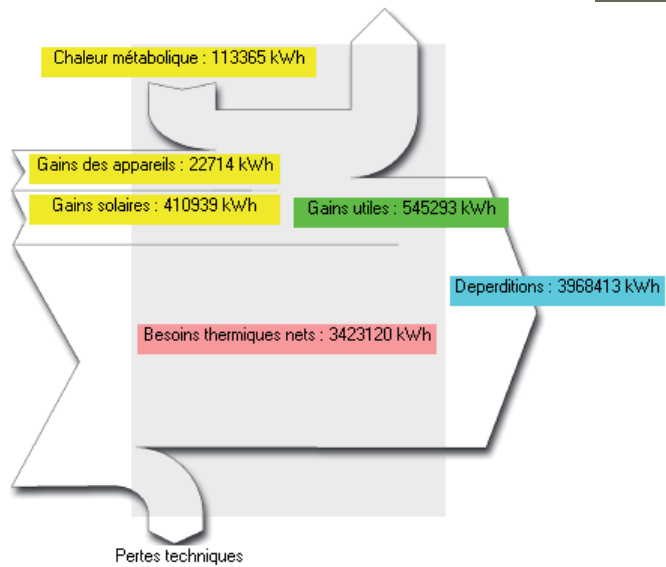 Chaleur métabolique : 113365 kWh
Gains des appareils : 22714 kWh
Gains solaires : 410939 kWh
Gains utiles : 545293 kWh
Deperditions : 3968413 kWh
Besoins thermiques nets : 3423120 kWh
Pertes techniques